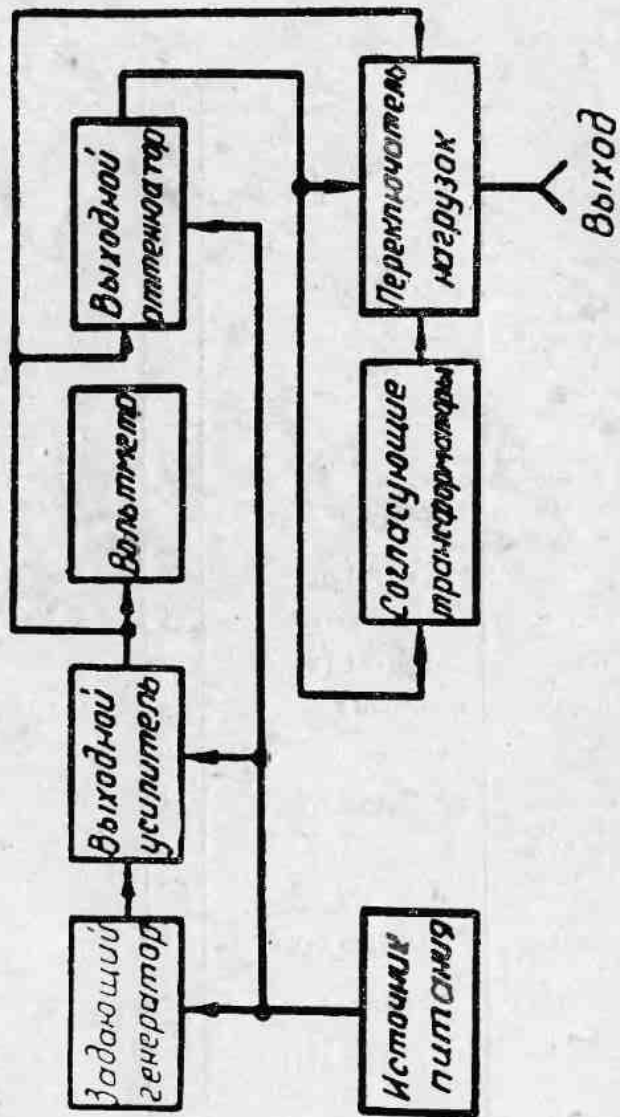 Задающий
генератор
Выходной
усилитель
Вольтметр
Выходной
аттенюатор
Источник
питания
Согласующие
трансформаторы
Переключатель
нагрузок
Выход